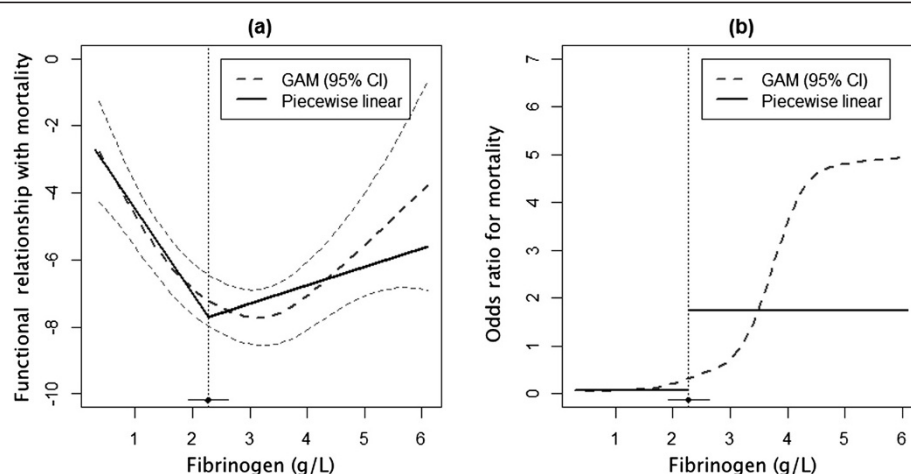 (a)
Functional relationship with mortality
0
-2
-4
-6
-8
-10
GAM (95% CI)
Piecewise linear
1 2 3 4 5 6
Fibrinogen (g/L)
(b)
Odds ratio for mortality
7
6
5
4
3
2
1
0
GAM (95% CI)
Piecewise linear
1 2 3 4 5 6
Fibrinogen (g/L)